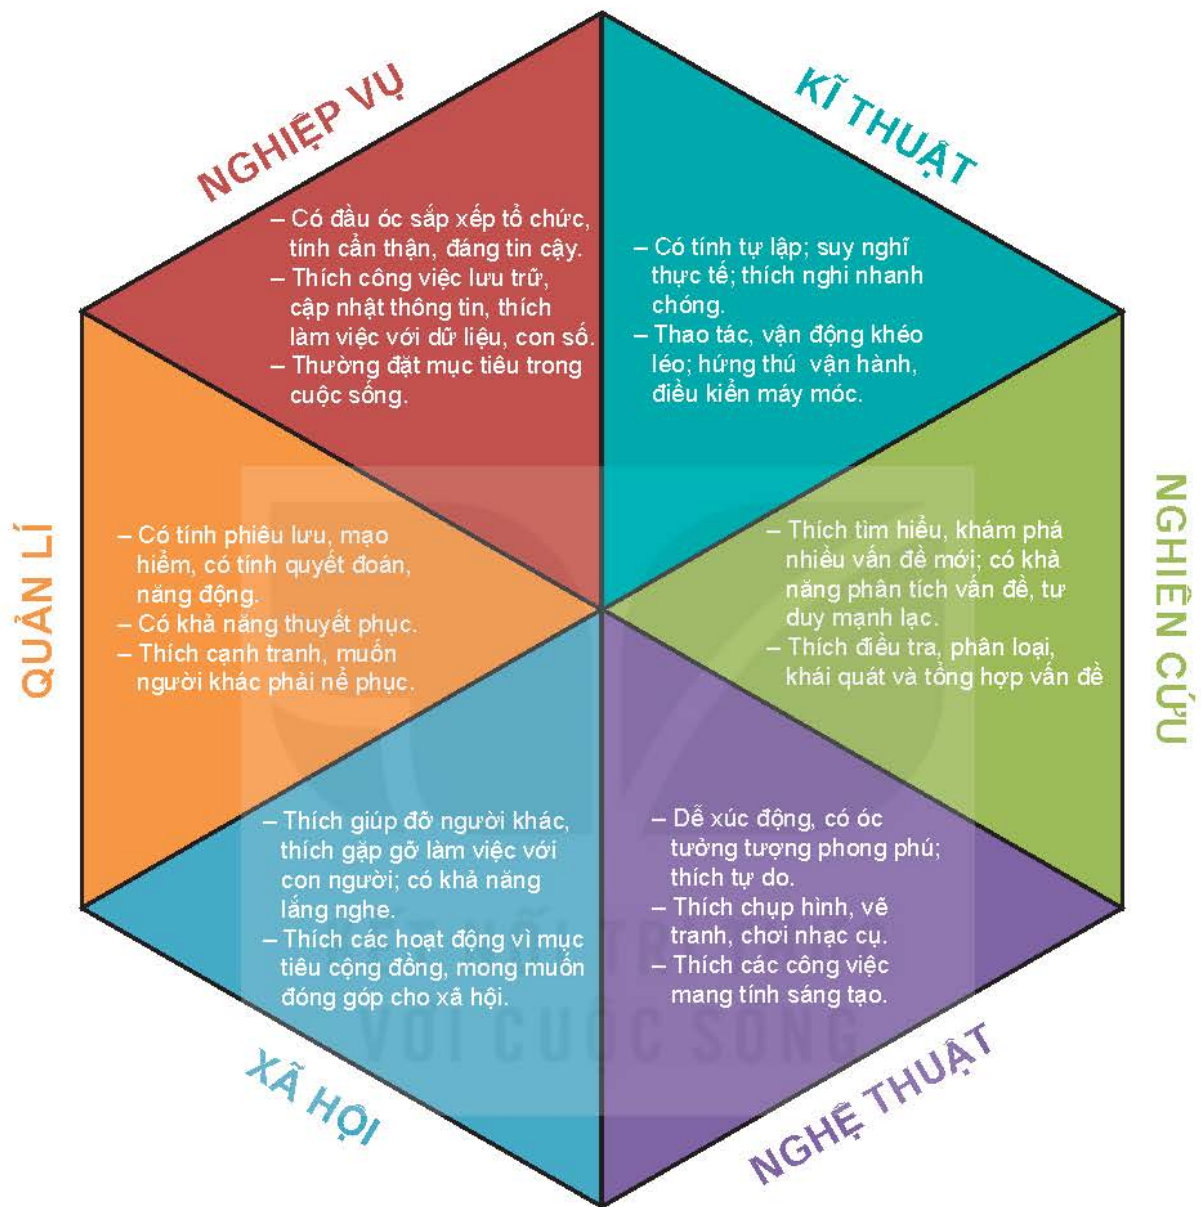 NGHIỆP VỤ
– Có đầu óc sắp xếp tổ chức,
tính cẩn thận, đáng tin cậy.
– Thích công việc lưu trữ,
cập nhật thông tin, thích
làm việc với dữ liệu, con số.
– Thường đặt mục tiêu trong
cuộc sống.
KĨ THUẬT
– Có tính tự lập; suy nghĩ
thực tế; thích nghi nhanh
chóng.
– Thao tác, vận động khéo
léo; hứng thú vận hành,
điều kiển máy móc.
QUẢN LÍ
– Có tính phiêu lưu, mạo
hiểm, có tính quyết đoán,
năng động.
– Có khả năng thuyết phục.
– Thích cạnh tranh, muốn
người khác phải nể phục.
NGHIÊN CỨU
– Thích tìm hiểu, khám phá
nhiều vấn đề mới; có khả
năng phân tích vấn đề, tư
duy mạnh lạc.
– Thích điều tra, phân loại,
khái quát và tổng hợp vấn đề
XÃ HỘI
– Thích giúp đỡ người khác,
thích gặp gỡ làm việc với
con người; có khả năng
lắng nghe.
– Thích các hoạt động vì mục
tiêu cộng đồng, mong muốn
đóng góp cho xã hội.
NGHỆ THUẬT
– Dễ xúc động, có óc
tưởng tượng phong phú;
thích tự do.
– Thích chụp hình, vẽ
tranh, chơi nhạc cụ.
– Thích các công việc
mang tính sáng tạo.
VỚI CUỘC SỐNG